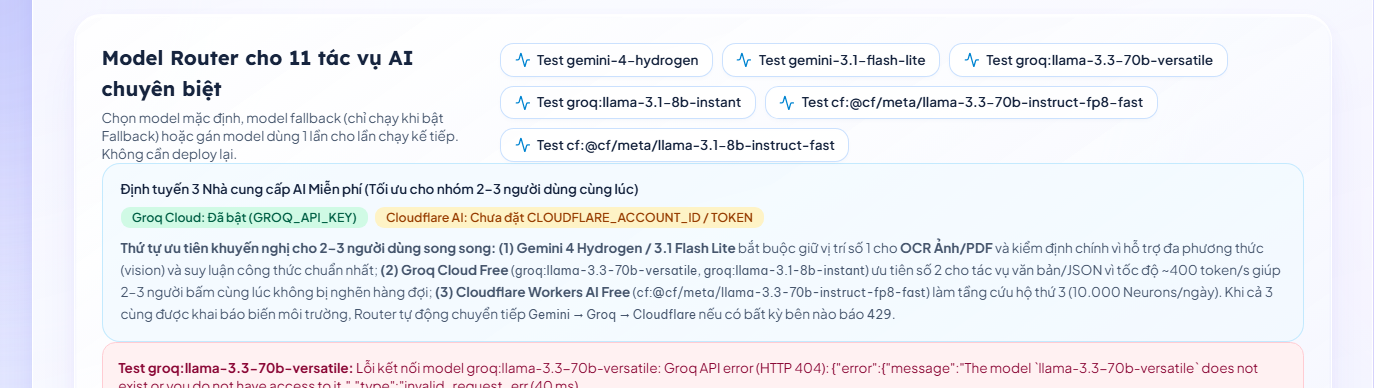 Model Router cho 11 tác vụ AI
chuyên biệt
Chọn model mặc định, model fallback (chỉ chạy khi bật
Fallback) hoặc gán model dùng 1 lần cho lần chạy kế tiếp.
Không cần deploy lại.
Test gemini-4-hydrogen
Test gemini-3.1-flash-lite
Test groq:llama-3.3-70b-versatile
Test groq:llama-3.1-8b-instant
Test cf:@cf/meta/llama-3.3-70b-instruct-fp8-fast
Test cf:@cf/meta/llama-3.1-8b-instruct-fast
Định tuyến 3 Nhà cung cấp AI Miễn phí (Tối ưu cho nhóm 2–3 người dùng cùng lúc)
Groq Cloud: Đã bật (GROQ_API_KEY)
Cloudflare AI: Chưa đặt CLOUDFLARE_ACCOUNT_ID / TOKEN
Thứ tự ưu tiên khuyến nghị cho 2–3 người dùng song song: (1) Gemini 4 Hydrogen / 3.1 Flash Lite bắt buộc giữ vị trí số 1 cho OCR Ảnh/PDF và kiểm định chính vì hỗ trợ đa phương thức
(vision) và suy luận công thức chuẩn nhất; (2) Groq Cloud Free (groq:llama-3.3-70b-versatile, groq:llama-3.1-8b-instant) ưu tiên số 2 cho tác vụ văn bản/JSON vì tốc độ ~400 token/s giúp
2–3 người bấm cùng lúc không bị nghẽn hàng đợi; (3) Cloudflare Workers AI Free (cf:@cf/meta/llama-3.3-70b-instruct-fp8-fast) làm tầng cứu hộ thứ 3 (10.000 Neurons/ngày). Khi cả 3
cùng được khai báo biến môi trường, Router tự động chuyển tiếp Gemini → Groq → Cloudflare nếu có bất kỳ bên nào báo 429.
Test groq:llama-3.3-70b-versatile: Lỗi kết nối model groq:llama-3.3-70b-versatile: Groq API error (HTTP 404): {"error":{"message":"The model `llama-3.3-70b-versatile` does not
exist or you do not have access to it.","type":"invalid_request_err (40 ms)